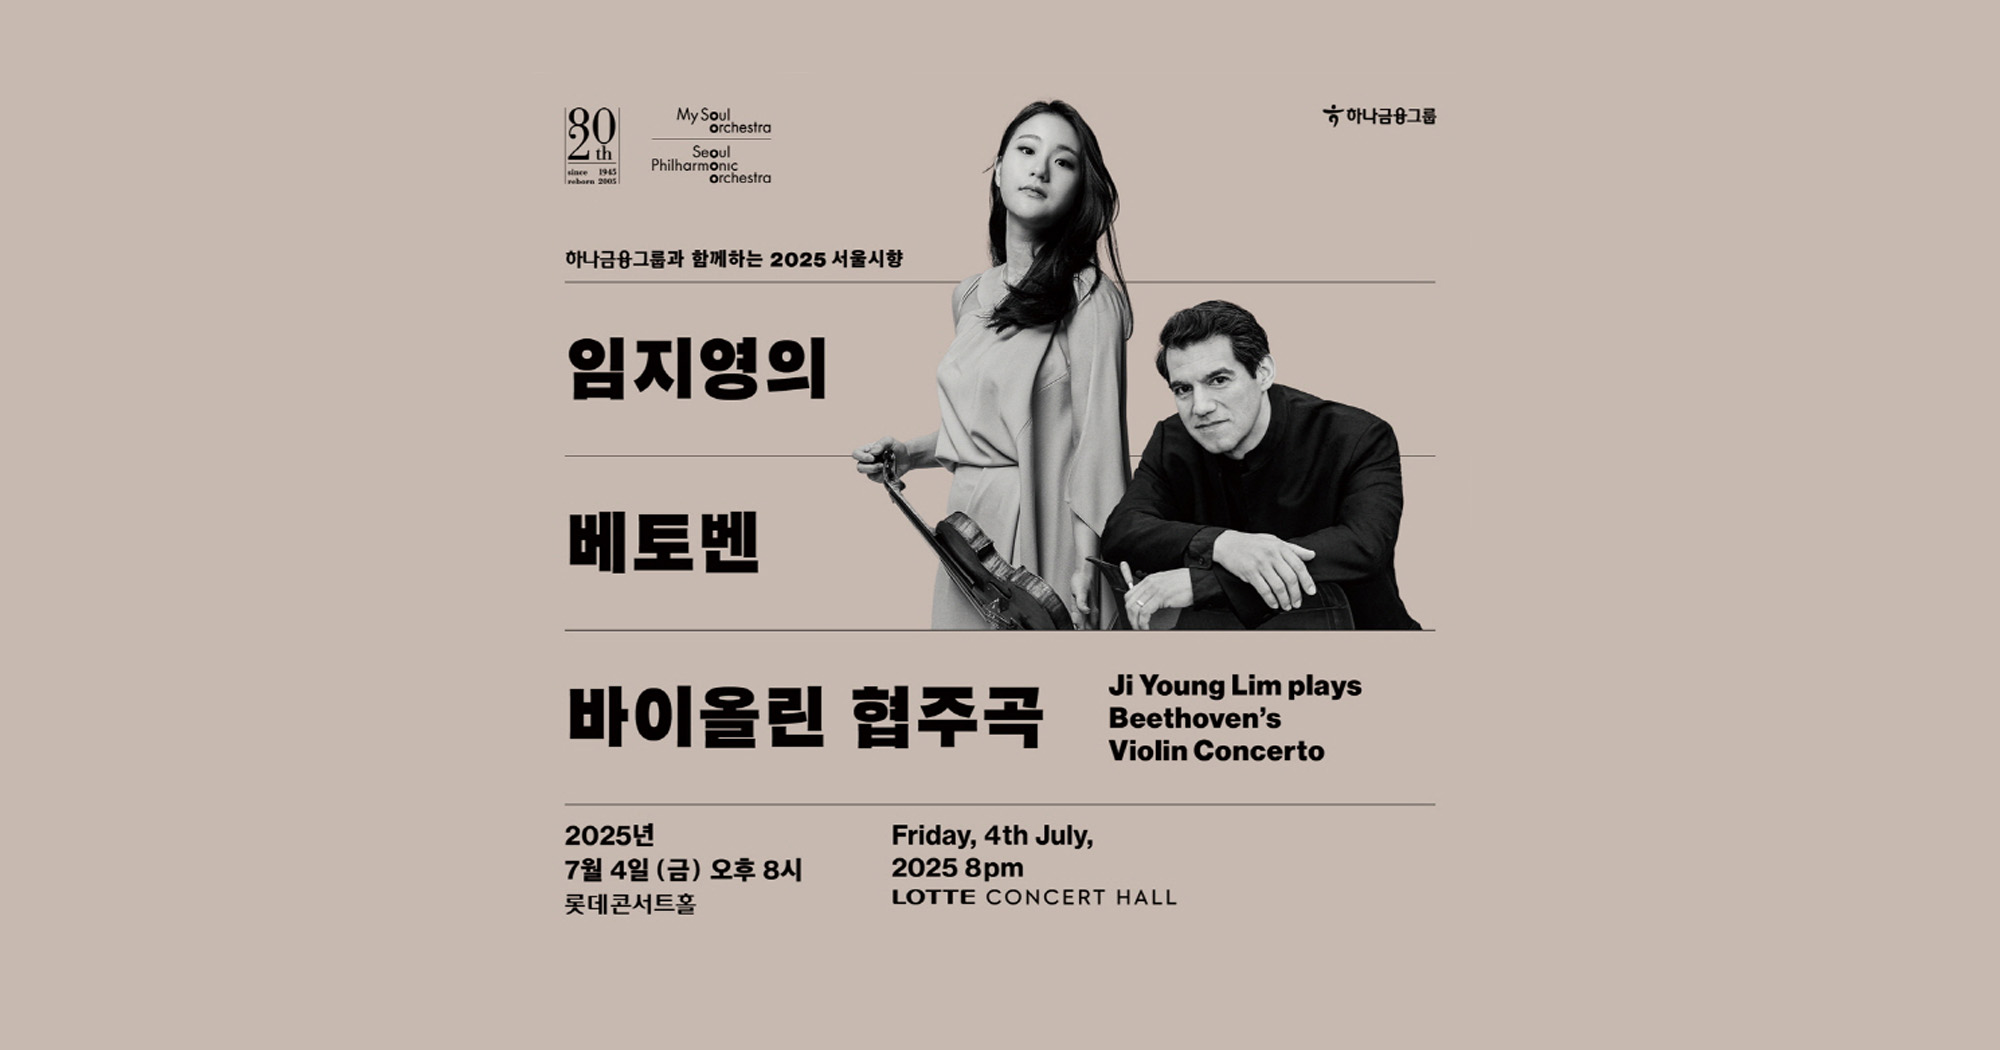 80
20th
since 1945
reborn 2005
My Soul
orchestra
Seoul
Philharmonic
orchestra
하나금융그룹
하나금융그룹과 함께하는 2025 서울시향
임지영의
베토벤
바이올린 협주곡
Ji Young Lim plays
Beethoven’s
Violin Concerto
2025년
7월 4일 (금) 오후 8시
롯데콘서트홀
Friday, 4th July,
2025 8pm
LOTTE CONCERT HALL